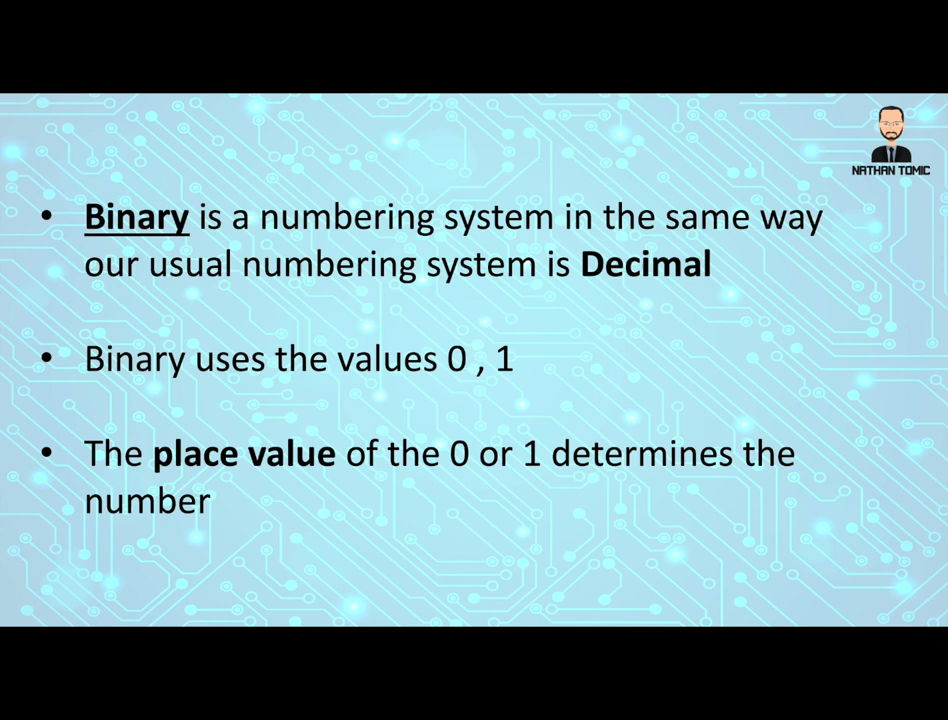 NATHAN TOMIC
• Binary is a numbering system in the same way
our usual numbering system is Decimal
• Binary uses the values 0 , 1
• The place value of the 0 or 1 determines the
number